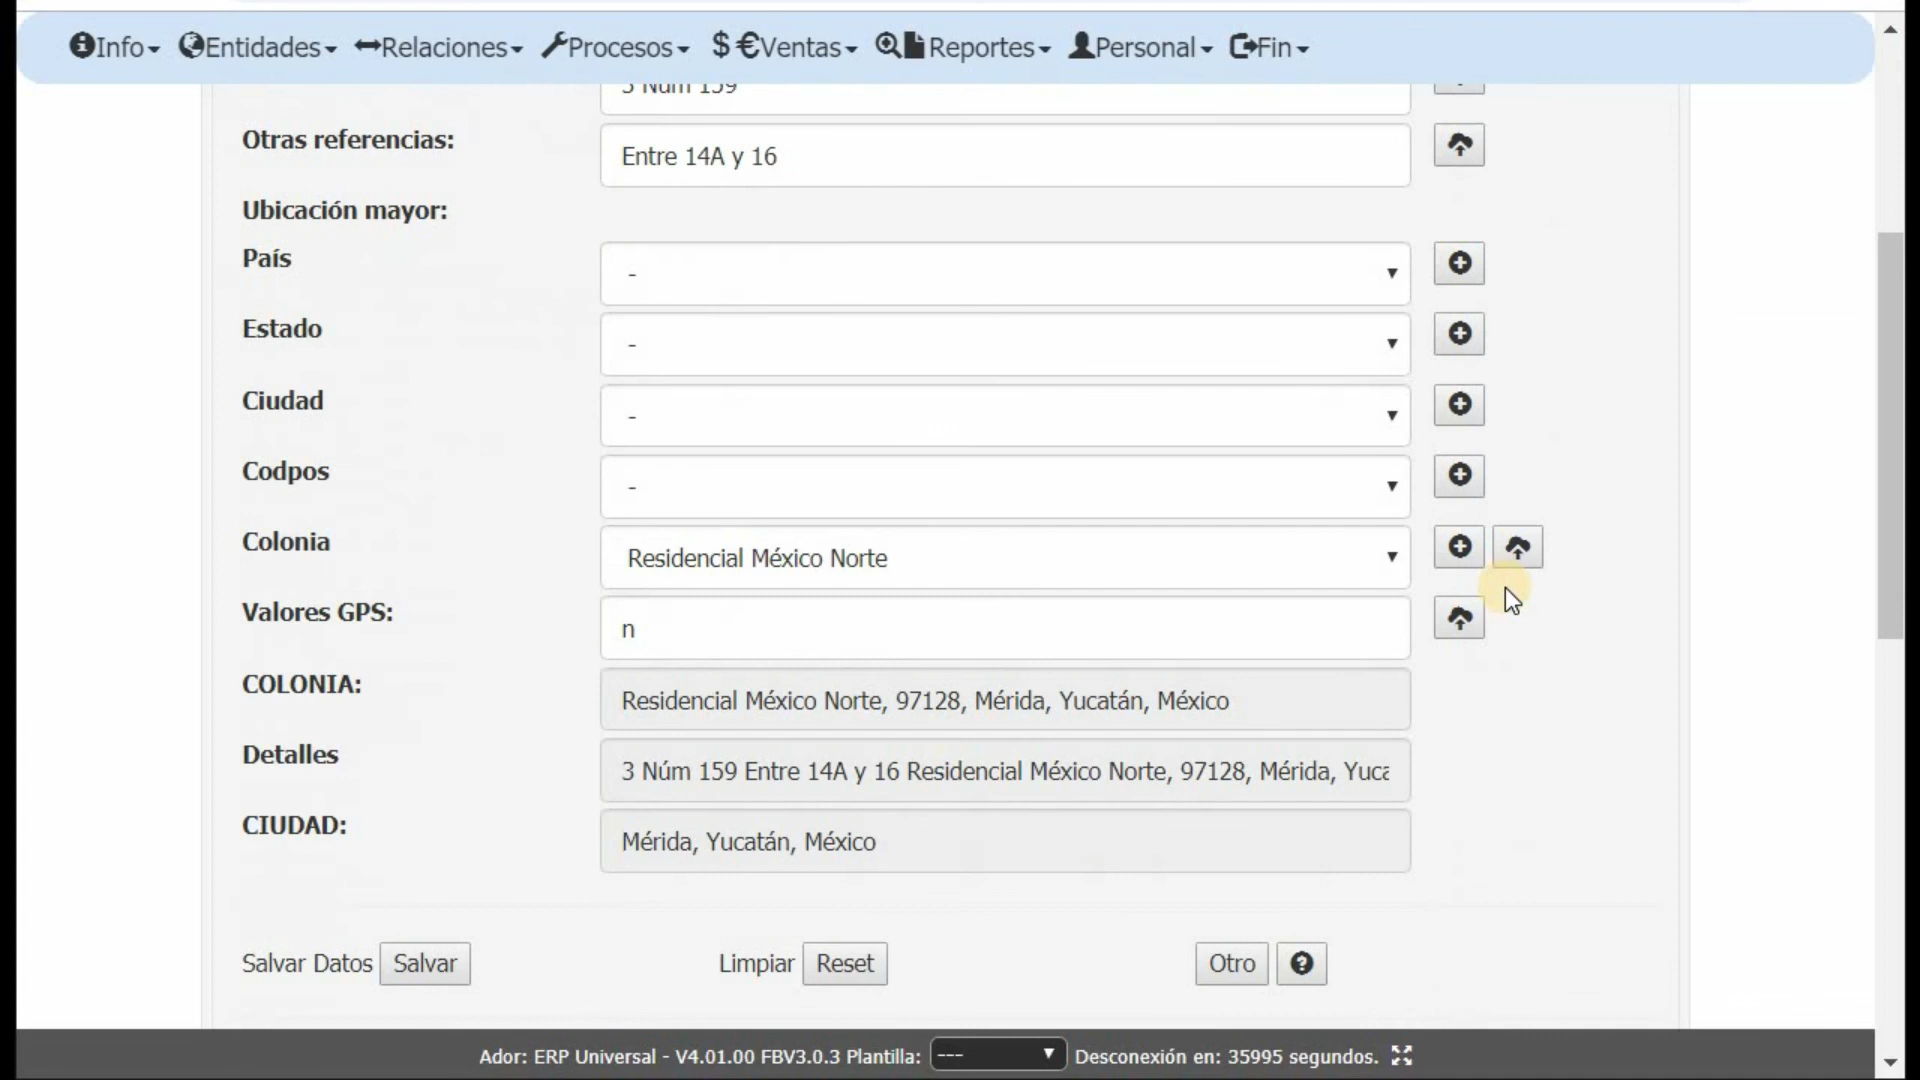 Info Entidades Relaciones Procesos $ €Ventas Reportes Personal Fin
3 Núm 159
Otras referencias: Entre 14A y 16
Ubicación mayor:
País -
Estado -
Ciudad -
Codpos -
Colonia Residencial México Norte
Valores GPS: n
COLONIA: Residencial México Norte, 97128, Mérida, Yucatán, México
Detalles 3 Núm 159 Entre 14A y 16 Residencial México Norte, 97128, Mérida, Yuca
CIUDAD: Mérida, Yucatán, México
Salvar Datos Salvar Limpiar Reset Otro
Ador: ERP Universal - V4.01.00 FBV3.0.3 Plantilla: --- Desconexión en: 35995 segundos.